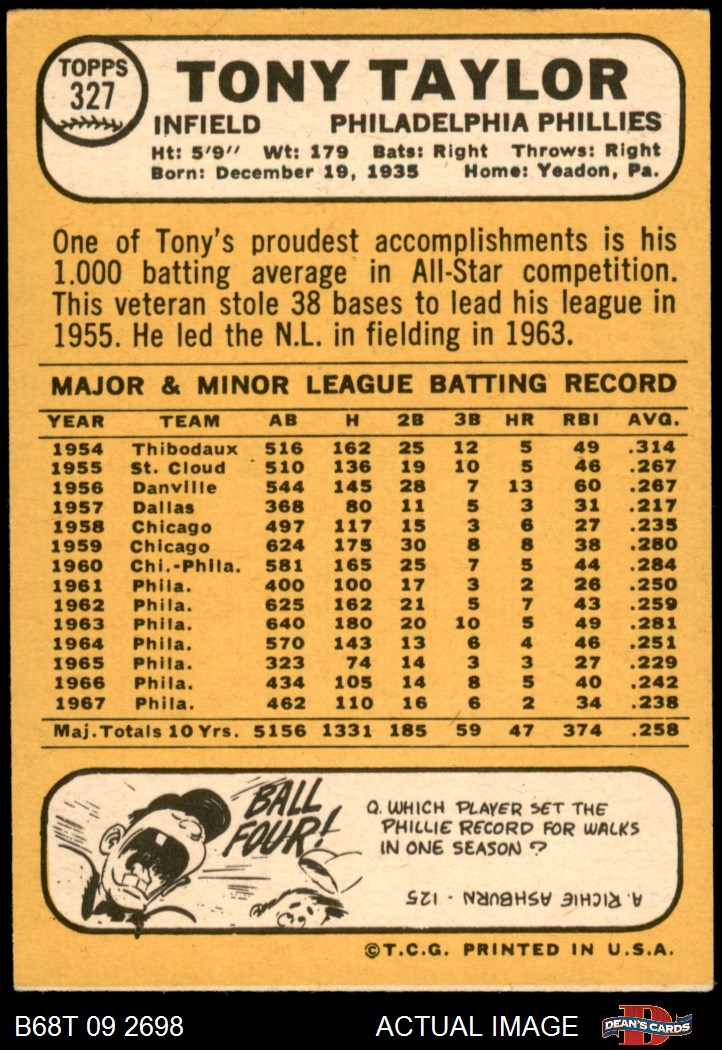 TOPPS
327
TONY TAYLOR
INFIELD PHILADELPHIA PHILLIES
Ht: 5'9" Wt: 179 Bats: Right Throws: Right
Born: December 19, 1935 Home: Yeadon, Pa.
One of Tony's proudest accomplishments is his
1.000 batting average in All-Star competition.
This veteran stole 38 bases to lead his league in
1955. He led the N.L. in fielding in 1963.
MAJOR & MINOR LEAGUE BATTING RECORD
YEAR TEAM AB H 2B 3B HR RBI AVG.
1954 Thibodaux 516 162 25 12 5 49 .314
1955 St. Cloud 510 136 19 10 5 46 .267
1956 Danville 544 145 28 7 13 60 .267
1957 Dallas 368 80 11 5 3 31 .217
1958 Chicago 497 117 15 3 6 27 .235
1959 Chicago 624 175 30 8 8 38 .280
1960 Chi.-Phila. 581 165 25 7 5 44 .284
1961 Phila. 400 100 17 3 2 26 .250
1962 Phila. 625 162 21 5 7 43 .259
1963 Phila. 640 180 20 10 5 49 .281
1964 Phila. 570 143 13 6 4 46 .251
1965 Phila. 323 74 14 3 3 27 .229
1966 Phila. 434 105 14 8 5 40 .242
1967 Phila. 462 110 16 6 2 34 .238
Maj. Totals 10 Yrs. 5156 1331 185 59 47 374 .258
BALL
FOUR!
Q. WHICH PLAYER SET THE
PHILLIE RECORD FOR WALKS
IN ONE SEASON?
A. RICHIE ASHBURN - 125
©T.C.G. PRINTED IN U.S.A.
B68T 09 2698 ACTUAL IMAGE
D
DEAN'S CARDS